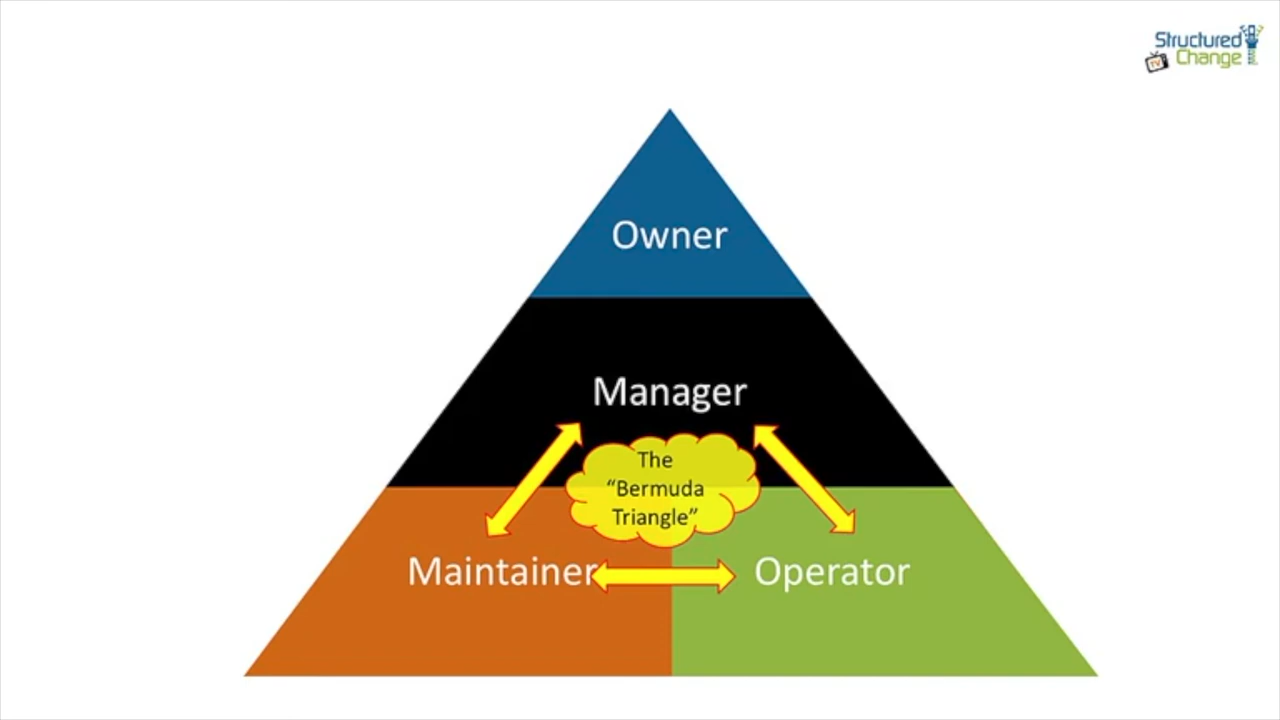 Structured
TV Change
Owner
Manager
The
“Bermuda
Triangle”
Maintainer
Operator